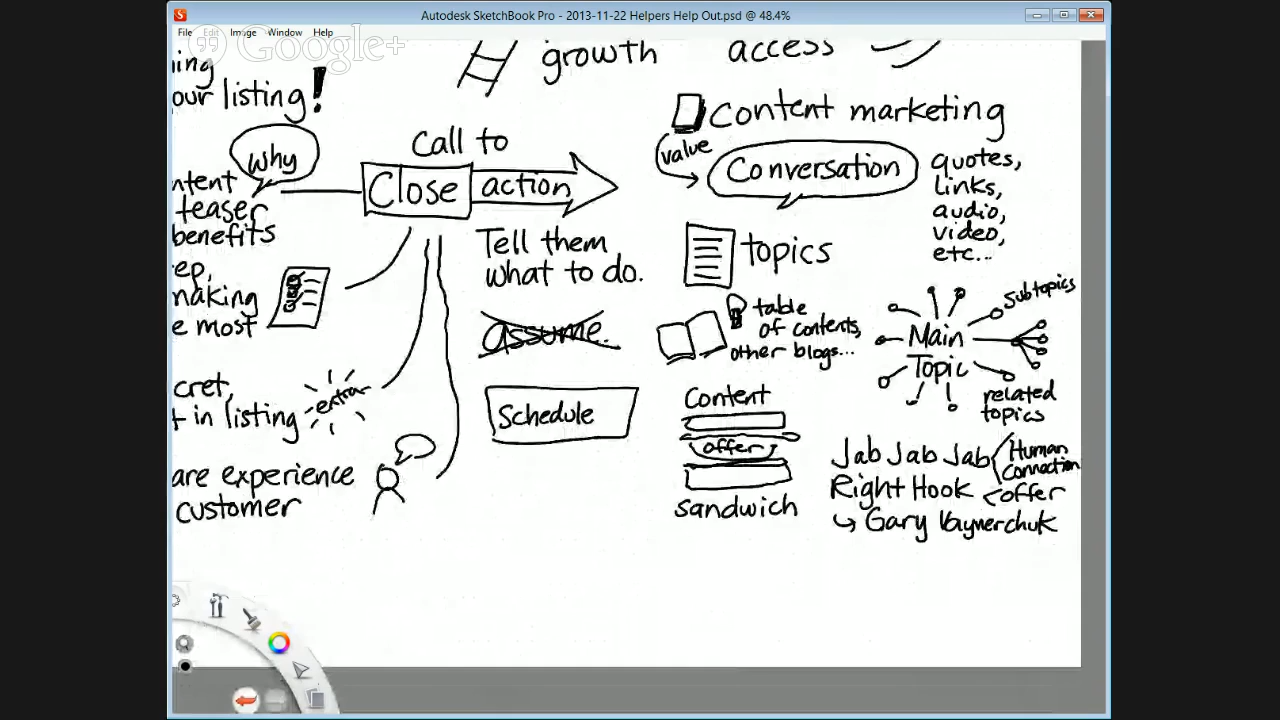 Autodesk SketchBook Pro - 2013-11-22 Helpers Help Out.psd @ 48.4%
File Edit Image Window Help
Google+
our listing!
growth
access
why
teaser
benefits
e most
t in listing
extra
are experience
customer
Call to
Close
action
Tell them
what to do.
assume.
Schedule
content marketing
value
Conversation
quotes,
links,
audio,
video,
etc...
topics
table
of contents,
other blogs...
Main
Topic
Subtopics
related
topics
Content
offer
sandwich
Jab Jab Jab
Human
Connection
Right Hook
offer
Gary Vaynerchuk